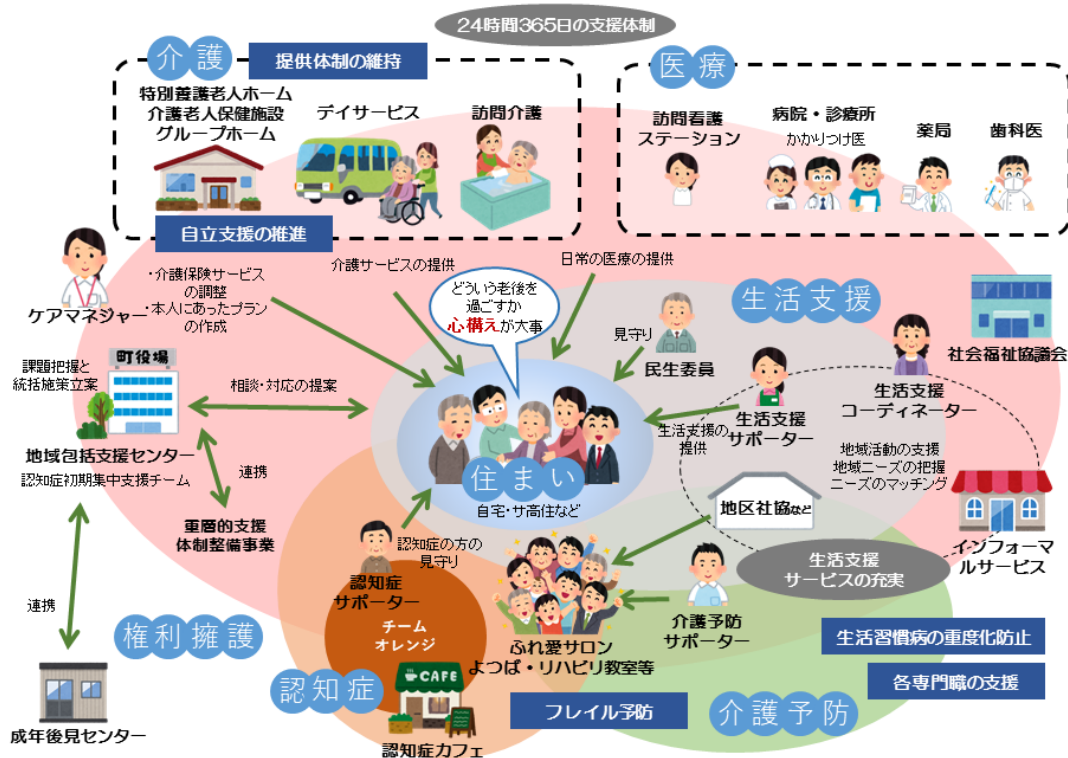 24時間365日の支援体制
介護
提供体制の維持
特別養護老人ホーム
介護老人保健施設
グループホーム
デイサービス
訪問介護
自立支援の推進
医療
訪問看護
ステーション
病院・診療所
かかりつけ医
薬局
歯科医
ケアマネジャー
・介護保険サービス
の調整
・本人にあったプラン
の作成
介護サービスの提供
日常の医療の提供
どういう老後を
過ごすか
心構えが大事
見守り
民生委員
生活支援
社会福祉協議会
生活支援
コーディネーター
生活支援
サポーター
生活支援の
提供
地域活動の支援
地域ニーズの把握
ニーズのマッチング
課題把握と
統括施策立案
町役場
相談・対応の提案
地域包括支援センター
認知症初期集中支援チーム
連携
重層的支援
体制整備事業
住まい
自宅・サ高住など
地区社協など
インフォーマ
ルサービス
生活支援
サービスの充実
認知症の方の
見守り
認知症
サポーター
チーム
オレンジ
CAFE
認知症カフェ
認知症
ふれ愛サロン
よつば・リハビリ教室等
介護予防
サポーター
連携
権利擁護
成年後見センター
生活習慣病の重度化防止
各専門職の支援
フレイル予防
介護予防